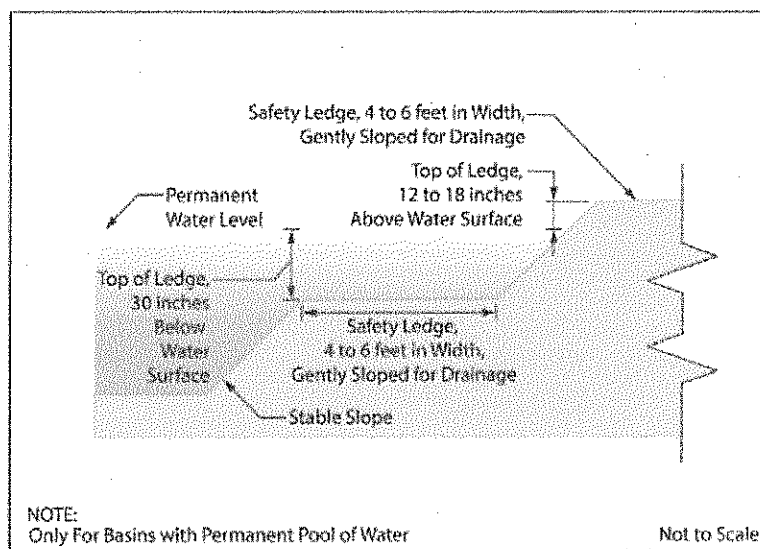 Safety Ledge, 4 to 6 feet in Width,
Gently Sloped for Drainage
Top of Ledge,
12 to 18 inches
Above Water Surface
Permanent
Water Level
Top of Ledge,
30 inches
Below
Water
Surface
Safety Ledge,
4 to 6 feet in Width,
Gently Sloped for Drainage
Stable Slope
NOTE:
Only For Basins with Permanent Pool of Water
Not to Scale